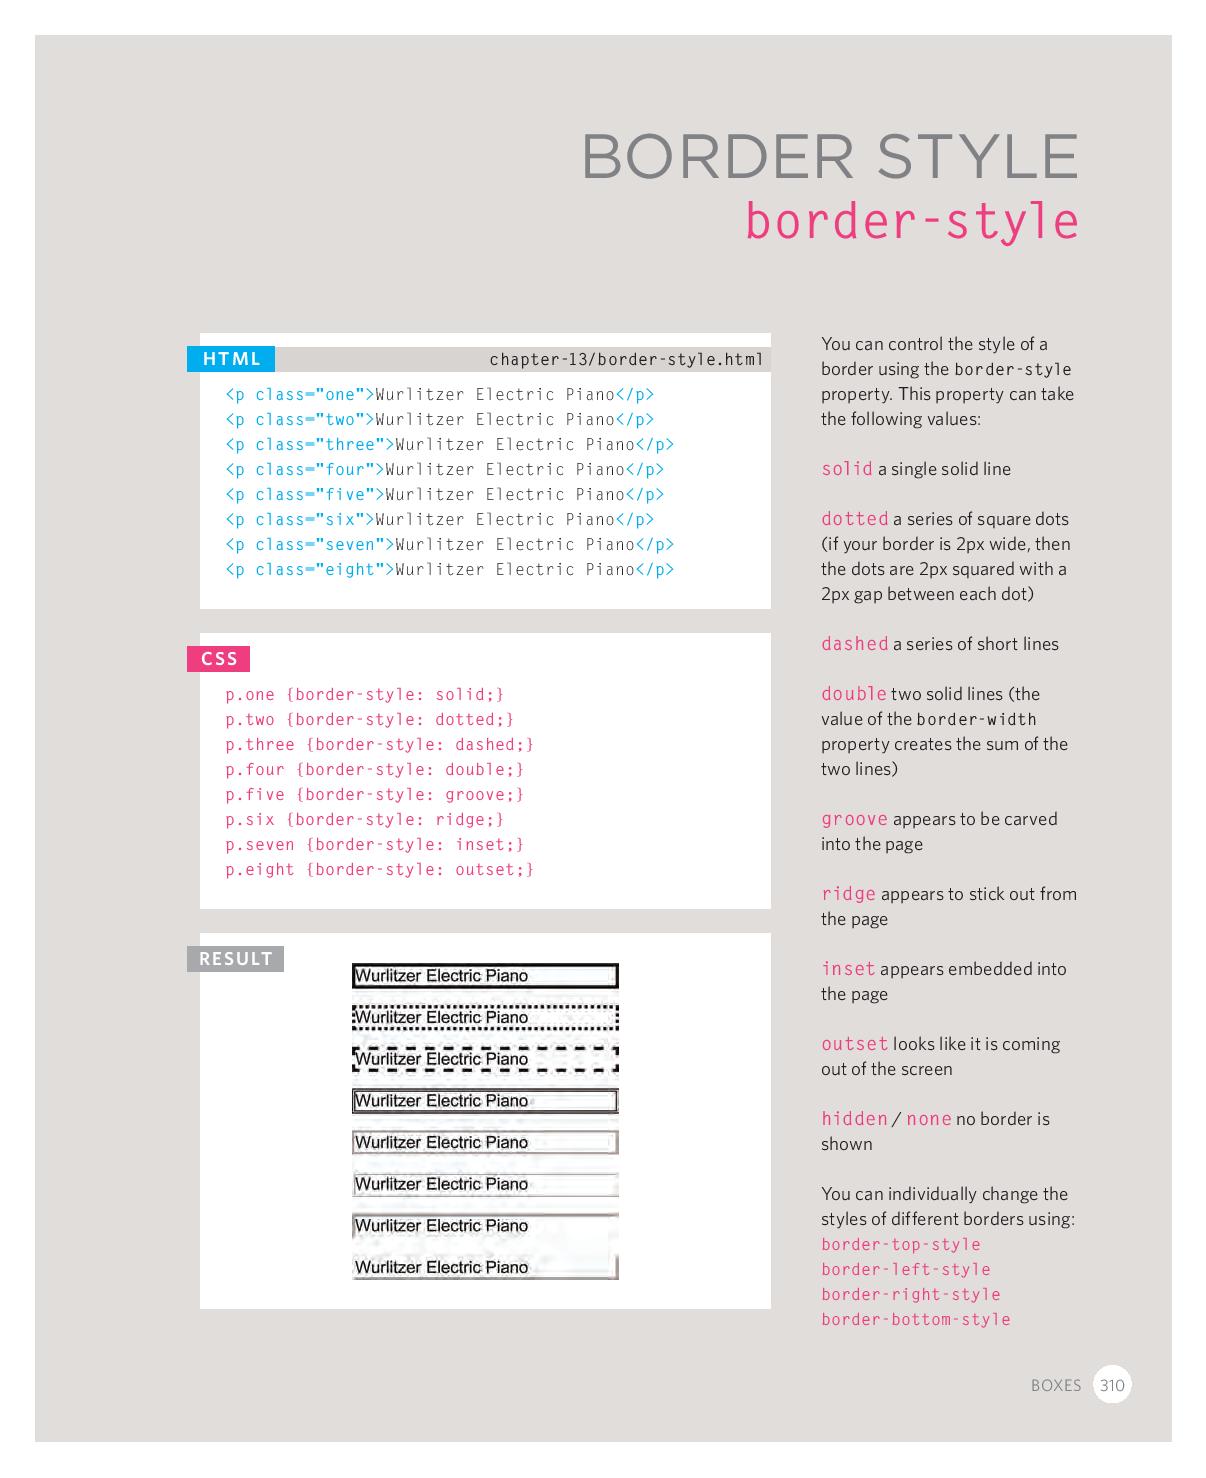 BORDER STYLE
border-style
HTML
chapter-13/border-style.html
<p class="one">Wurlitzer Electric Piano</p>
<p class="two">Wurlitzer Electric Piano</p>
<p class="three">Wurlitzer Electric Piano</p>
<p class="four">Wurlitzer Electric Piano</p>
<p class="five">Wurlitzer Electric Piano</p>
<p class="six">Wurlitzer Electric Piano</p>
<p class="seven">Wurlitzer Electric Piano</p>
<p class="eight">Wurlitzer Electric Piano</p>
CSS
p.one {border-style: solid;}
p.two {border-style: dotted;}
p.three {border-style: dashed;}
p.four {border-style: double;}
p.five {border-style: groove;}
p.six {border-style: ridge;}
p.seven {border-style: inset;}
p.eight {border-style: outset;}
RESULT
Wurlitzer Electric Piano
Wurlitzer Electric Piano
Wurlitzer Electric Piano
Wurlitzer Electric Piano
Wurlitzer Electric Piano
Wurlitzer Electric Piano
Wurlitzer Electric Piano
Wurlitzer Electric Piano
You can control the style of a
border using the border-style
property. This property can take
the following values:
solid a single solid line
dotted a series of square dots
(if your border is 2px wide, then
the dots are 2px squared with a
2px gap between each dot)
dashed a series of short lines
double two solid lines (the
value of the border-width
property creates the sum of the
two lines)
groove appears to be carved
into the page
ridge appears to stick out from
the page
inset appears embedded into
the page
outset looks like it is coming
out of the screen
hidden / none no border is
shown
You can individually change the
styles of different borders using:
border-top-style
border-left-style
border-right-style
border-bottom-style
BOXES 310